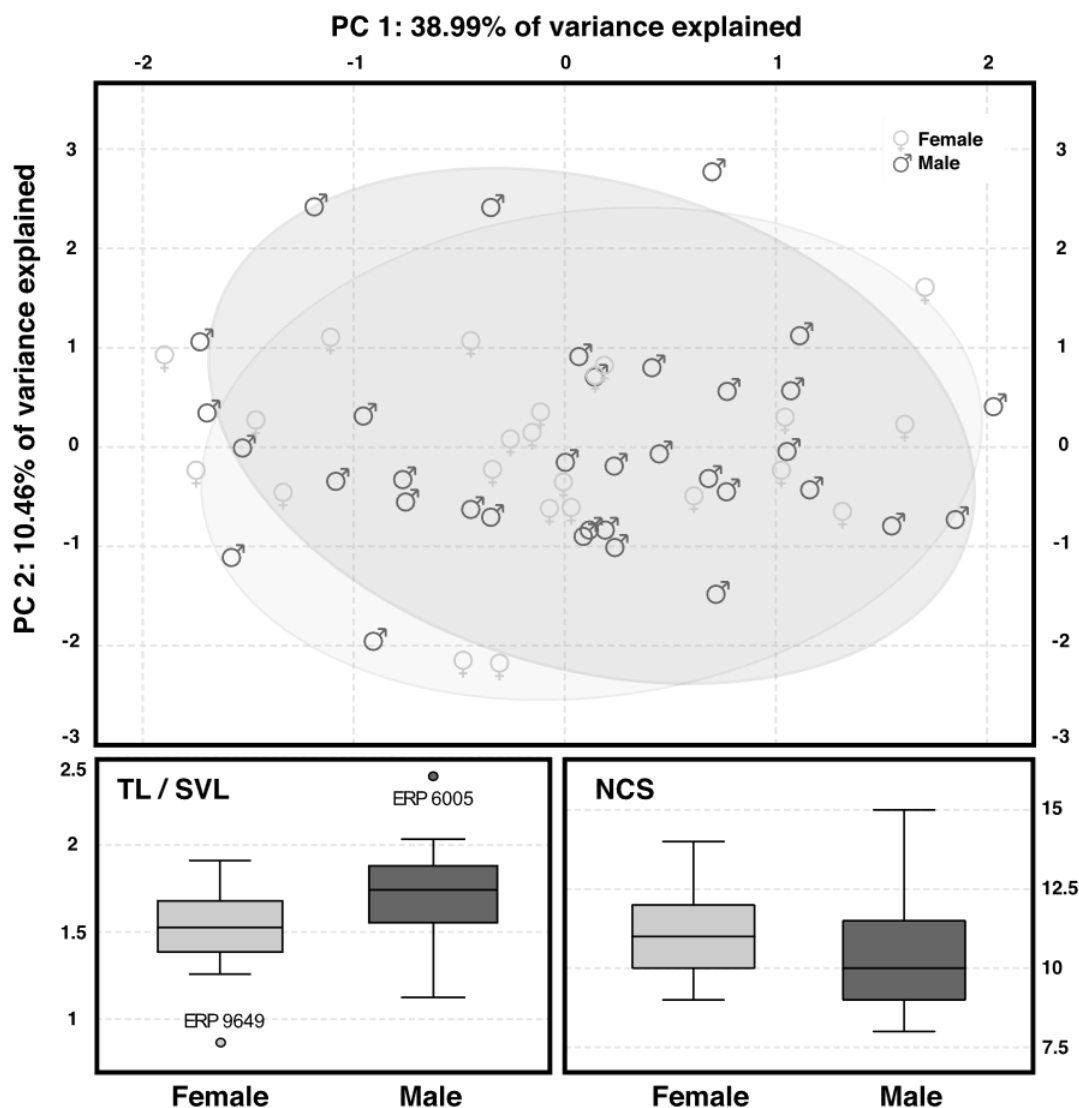 PC 1: 38.99% of variance explained
-2 -1 0 1 2
PC 2: 10.46% of variance explained
3 3
2 2
1 1
0 0
-1 -1
-2 -2
-3 -3
Female
Male
TL / SVL
2.5
2
1.5
1
ERP 6005
ERP 9649
Female Male
NCS
15
12.5
10
7.5
Female Male